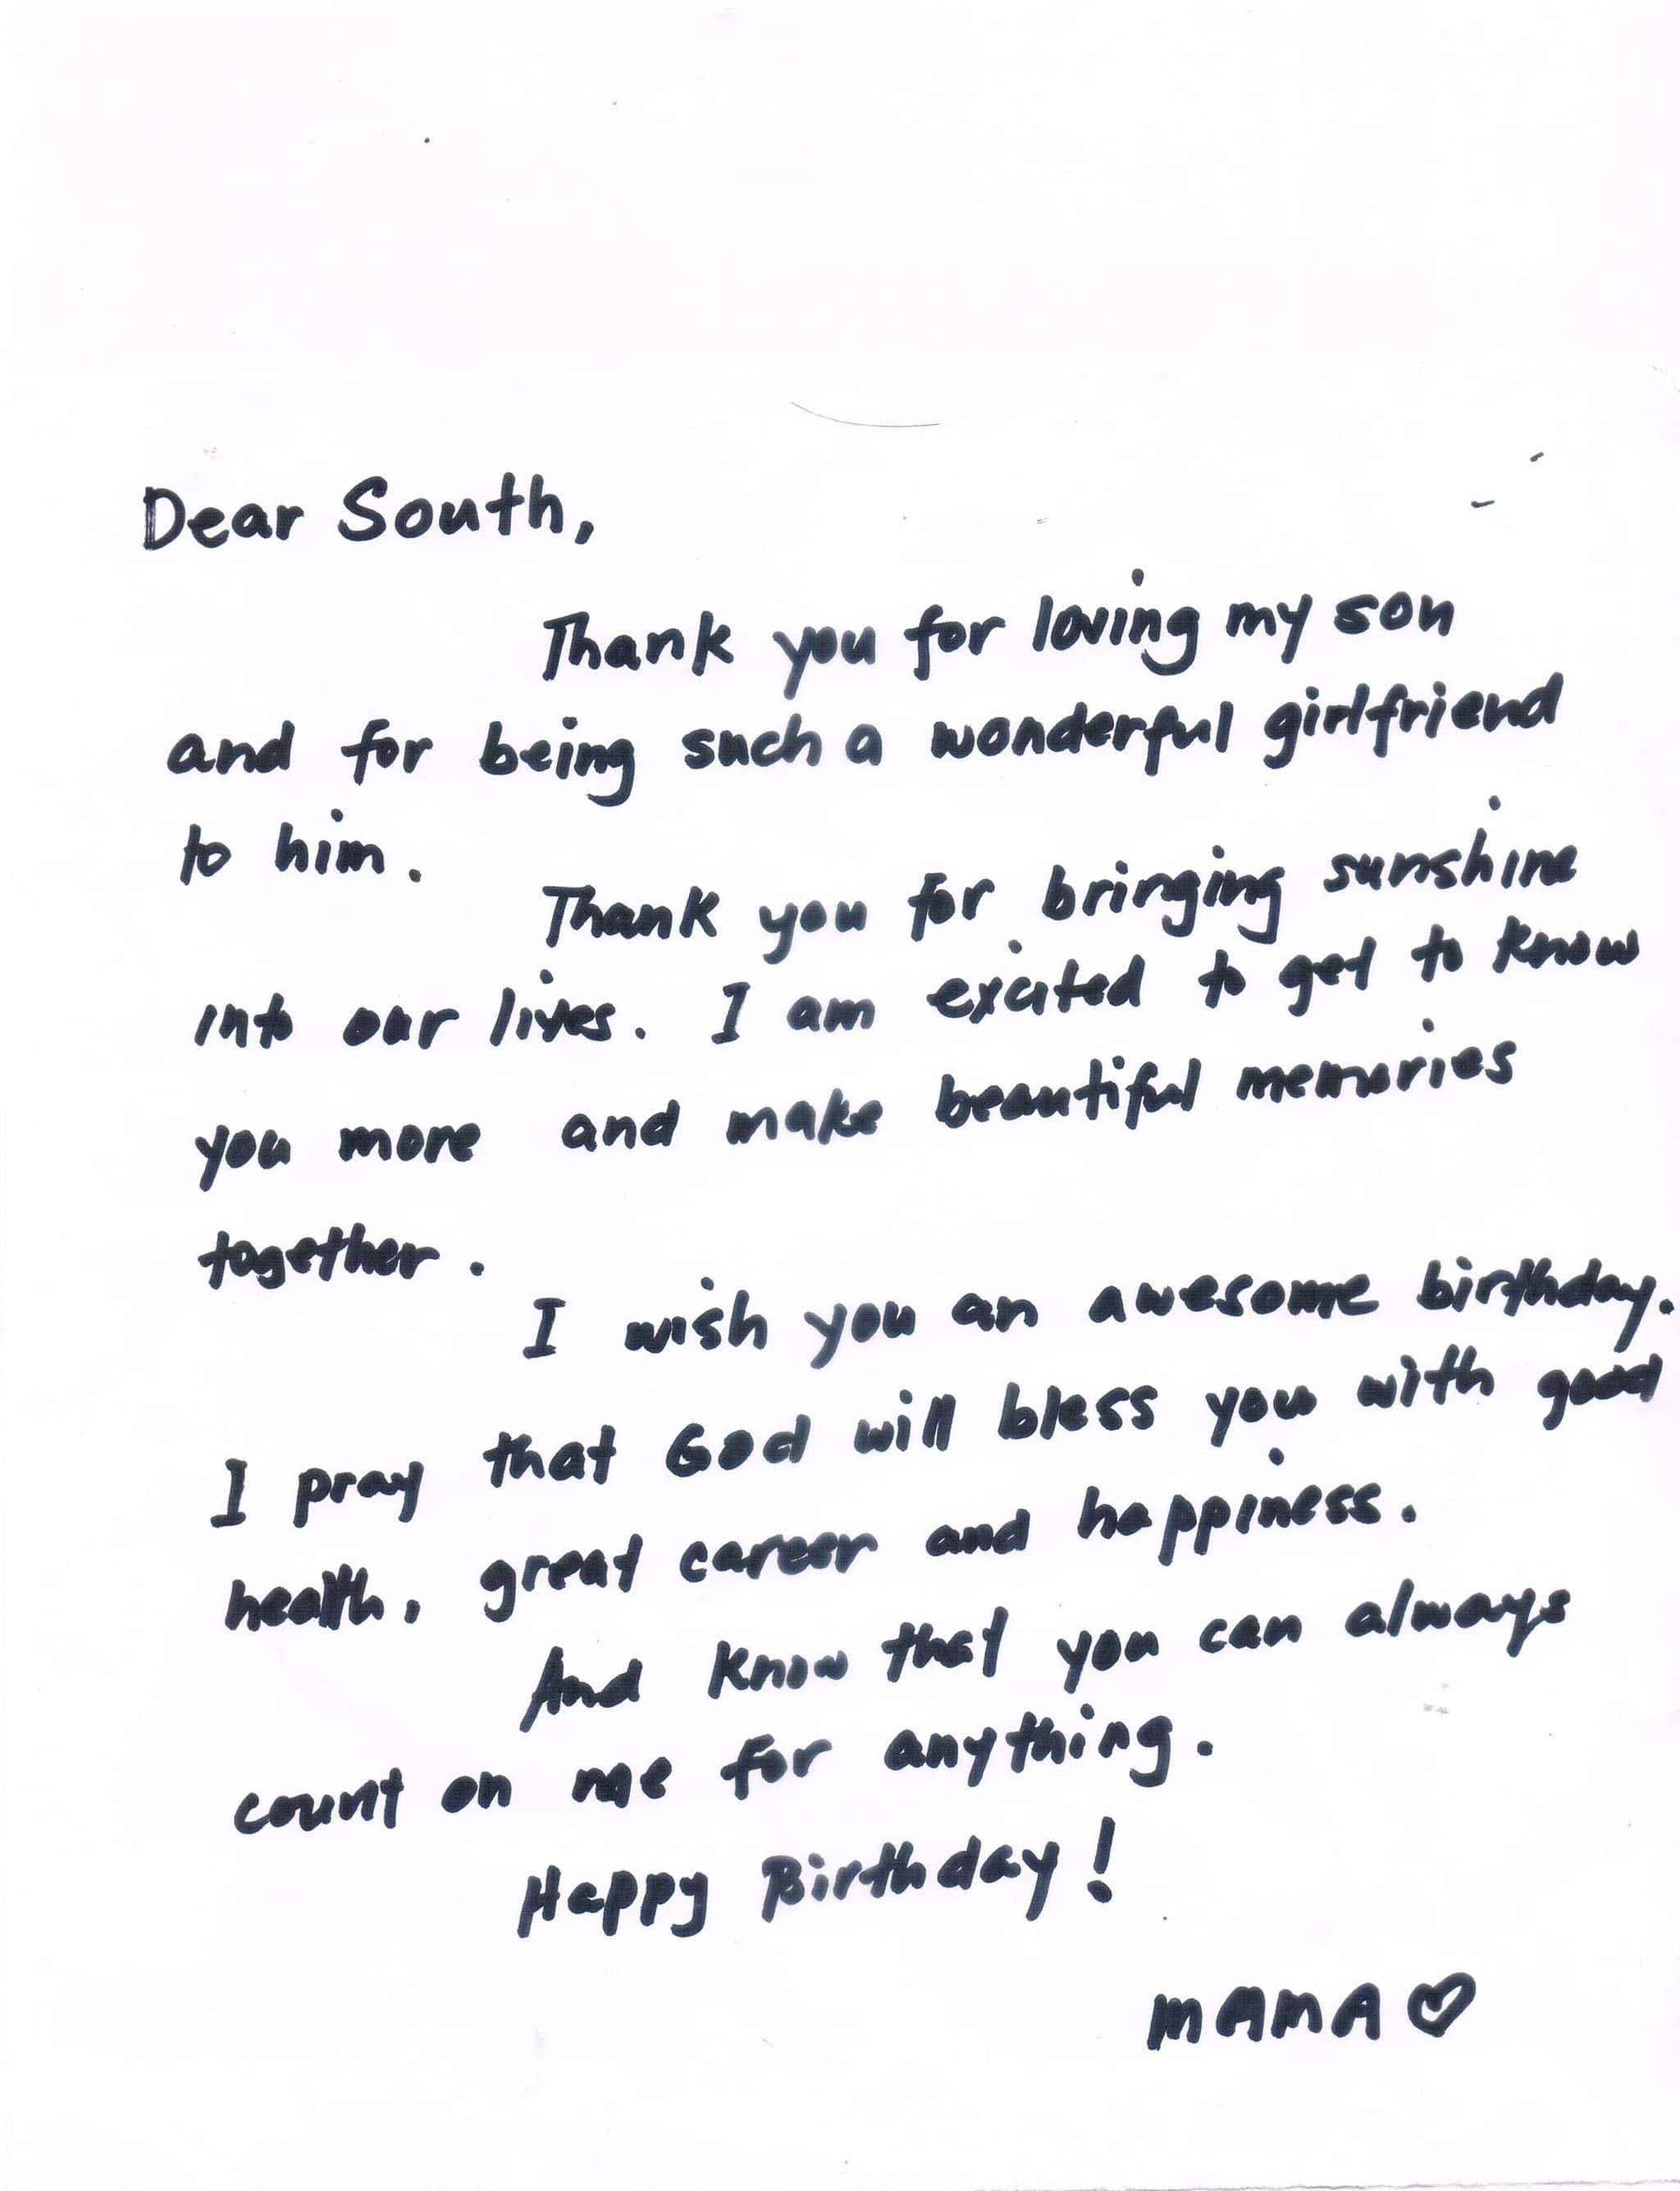 Dear South,
Thank you for loving my son
and for being such a wonderful girlfriend
to him.
Thank you for bringing sunshine
into our lives. I am excited to get to know
you more and make beautiful memories
together.
I wish you an awesome birthday.
I pray that God will bless you with good
health, great career and happiness.
And know that you can always
count on me for anything.
Happy Birthday!
MAMA ♡